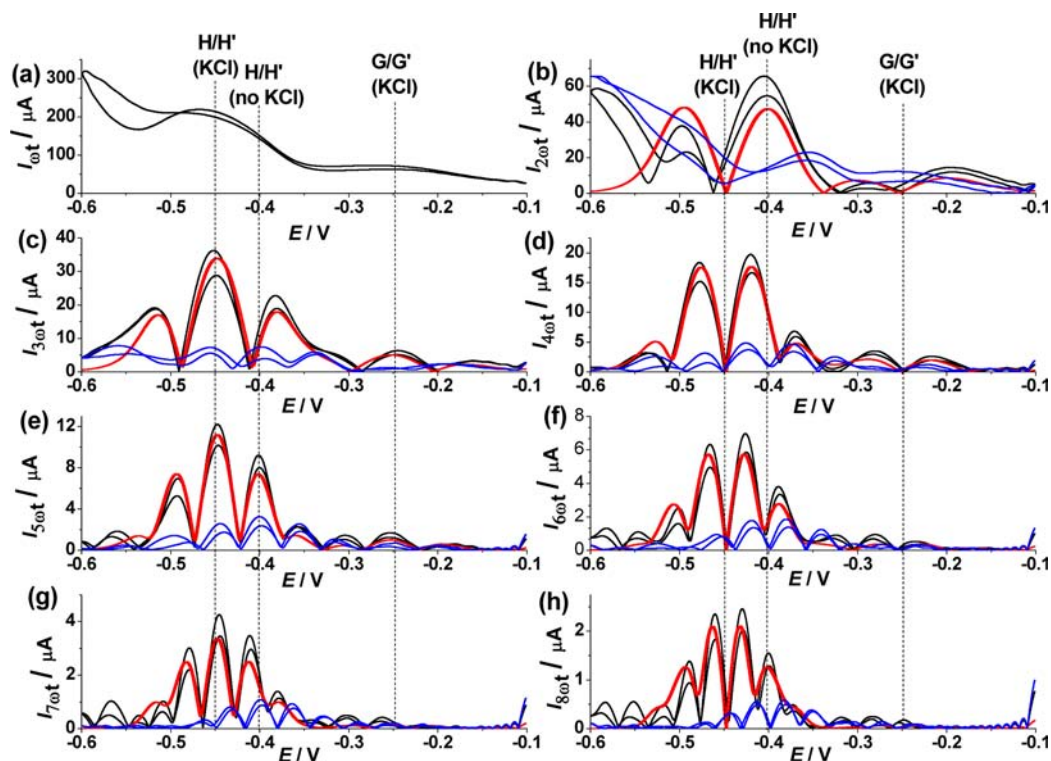 H/H'
(KCl)
H/H'
(no KCl)
G/G'
(KCl)
H/H'
(no KCl)
H/H'
(KCl)
G/G'
(KCl)
(a)
300
200
100
0
Iωt / μA
-0.6 -0.5 -0.4 -0.3 -0.2 -0.1
E / V
(b)
60
40
20
0
I2ωt / μA
-0.6 -0.5 -0.4 -0.3 -0.2 -0.1
E / V
(c)
40
30
20
10
0
I3ωt / μA
-0.6 -0.5 -0.4 -0.3 -0.2 -0.1
E / V
(d)
25
20
15
10
5
0
I4ωt / μA
-0.6 -0.5 -0.4 -0.3 -0.2 -0.1
E / V
(e)
12
8
4
0
I5ωt / μA
-0.6 -0.5 -0.4 -0.3 -0.2 -0.1
E / V
(f)
8
6
4
2
0
I6ωt / μA
-0.6 -0.5 -0.4 -0.3 -0.2 -0.1
E / V
(g)
4
2
0
I7ωt / μA
-0.6 -0.5 -0.4 -0.3 -0.2 -0.1
E / V
(h)
2
1
0
I8ωt / μA
-0.6 -0.5 -0.4 -0.3 -0.2 -0.1
E / V